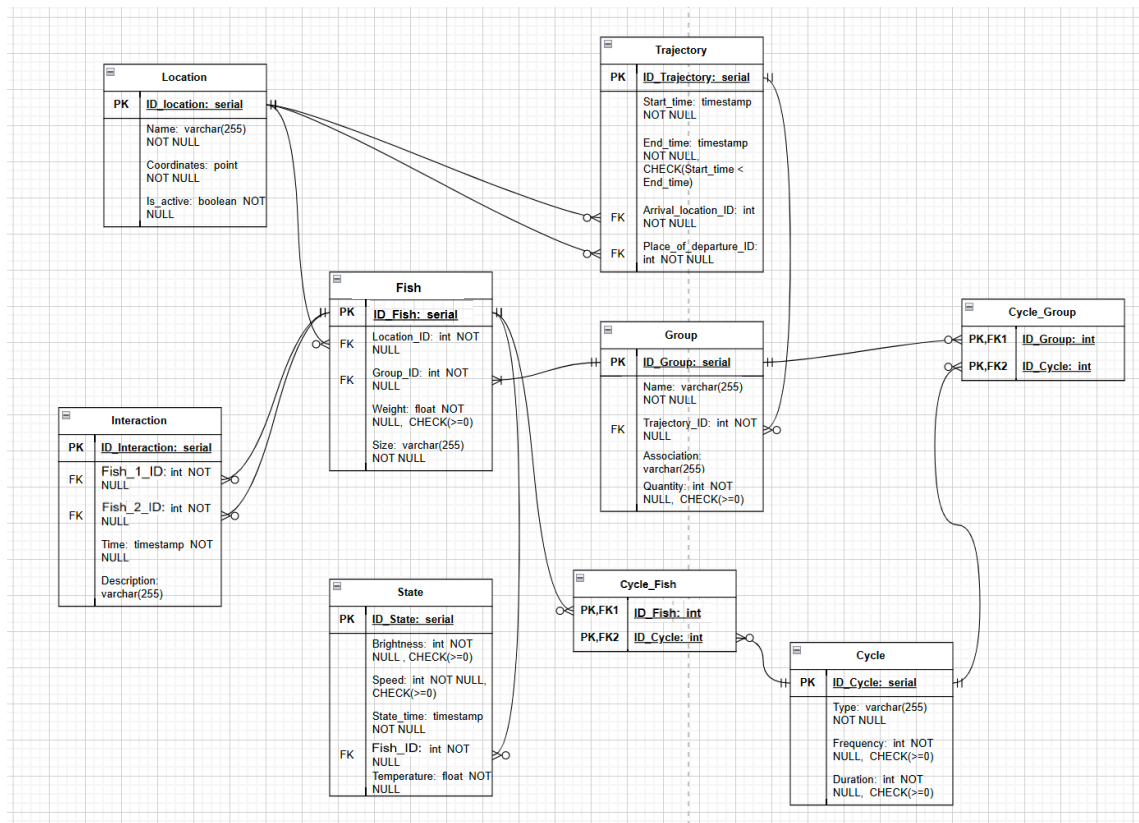 Location
PK ID_location: serial
Name: varchar(255)
NOT NULL
Coordinates: point
NOT NULL
Is_active: boolean NOT
NULL
Trajectory
PK ID_Trajectory: serial
Start_time: timestamp
NOT NULL
End_time: timestamp
NOT NULL,
CHECK(Start_time <
End_time)
FK Arrival_location_ID: int
NOT NULL
FK Place_of_departure_ID:
int NOT NULL
Fish
PK ID_Fish: serial
FK Location_ID: int NOT
NULL
FK Group_ID: int NOT
NULL
Weight: float NOT
NULL, CHECK(>=0)
Size: varchar(255)
NOT NULL
Group
PK ID_Group: serial
Name: varchar(255)
NOT NULL
FK Trajectory_ID: int NOT
NULL
Association:
varchar(255)
Quantity: int NOT
NULL, CHECK(>=0)
Cycle_Group
PK,FK1 ID_Group: int
PK,FK2 ID_Cycle: int
Interaction
PK ID_Interaction: serial
FK Fish_1_ID: int NOT
NULL
FK Fish_2_ID: int NOT
NULL
Time: timestamp NOT
NULL
Description:
varchar(255)
State
PK ID_State: serial
Brightness: int NOT
NULL , CHECK(>=0)
Speed: int NOT NULL,
CHECK(>=0)
State_time: timestamp
NOT NULL
FK Fish_ID: int NOT
NULL
Temperature: float NOT
NULL
Cycle_Fish
PK,FK1 ID_Fish: int
PK,FK2 ID_Cycle: int
Cycle
PK ID_Cycle: serial
Type: varchar(255)
NOT NULL
Frequency: int NOT
NULL, CHECK(>=0)
Duration: int NOT
NULL, CHECK(>=0)